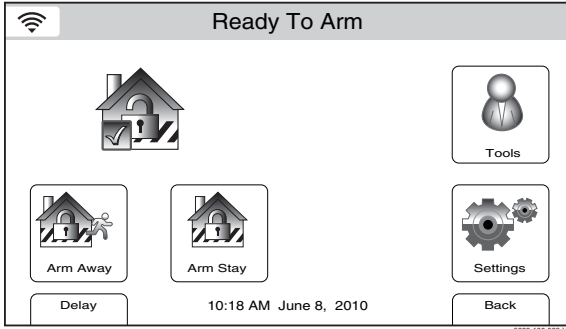 Ready To Arm
Tools
Arm Away
Arm Stay
Settings
Delay
10:18 AM June 8, 2010
Back